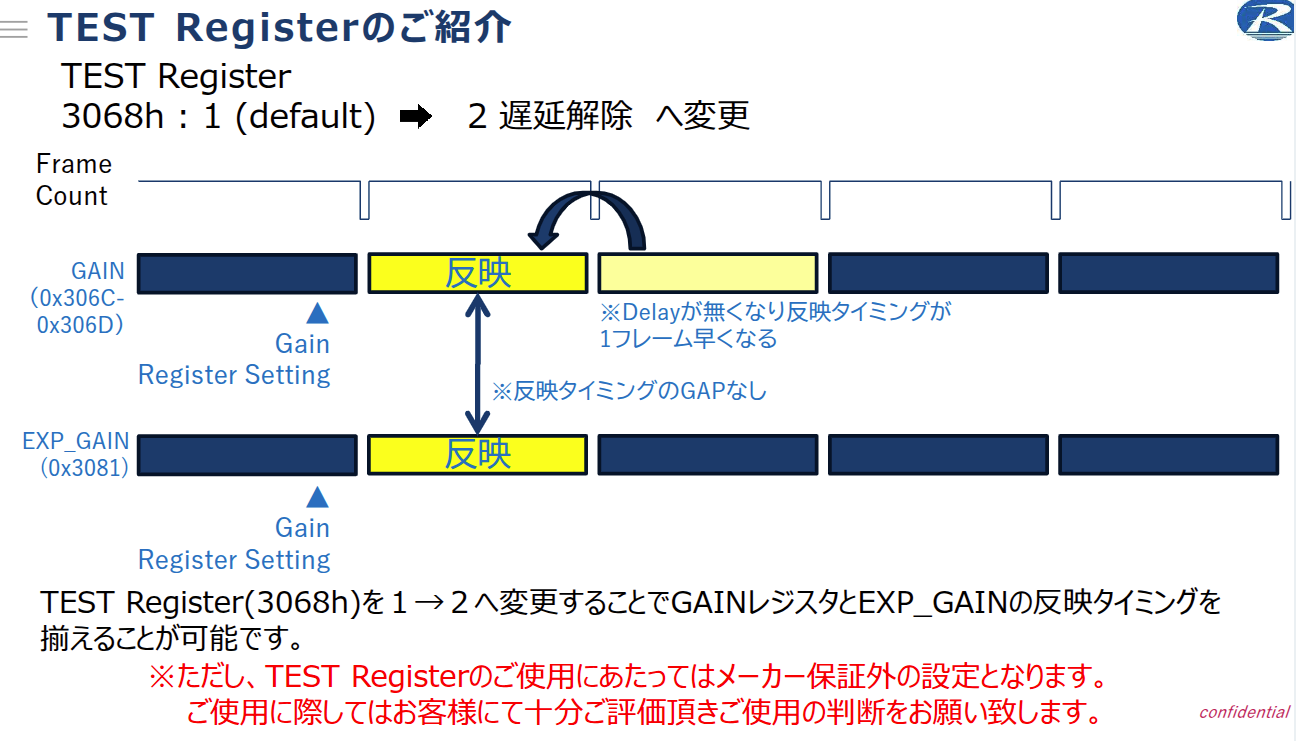 TEST Registerのご紹介
TEST Register
3068h : 1 (default) ➡ 2 遅延解除 へ変更
Frame
Count
GAIN
(0x306C-
0x306D)
反映
※Delayが無くなり反映タイミングが
1フレーム早くなる
▲
Gain
Register Setting
※反映タイミングのGAPなし
EXP_GAIN
(0x3081)
反映
▲
Gain
Register Setting
TEST Register(3068h)を1→2へ変更することでGAINレジスタとEXP_GAINの反映タイミングを
揃えることが可能です。
※ただし、TEST Registerのご使用にあたってはメーカー保証外の設定となります。
ご使用に際してはお客様にて十分ご評価頂きご使用の判断をお願い致します。
confidential